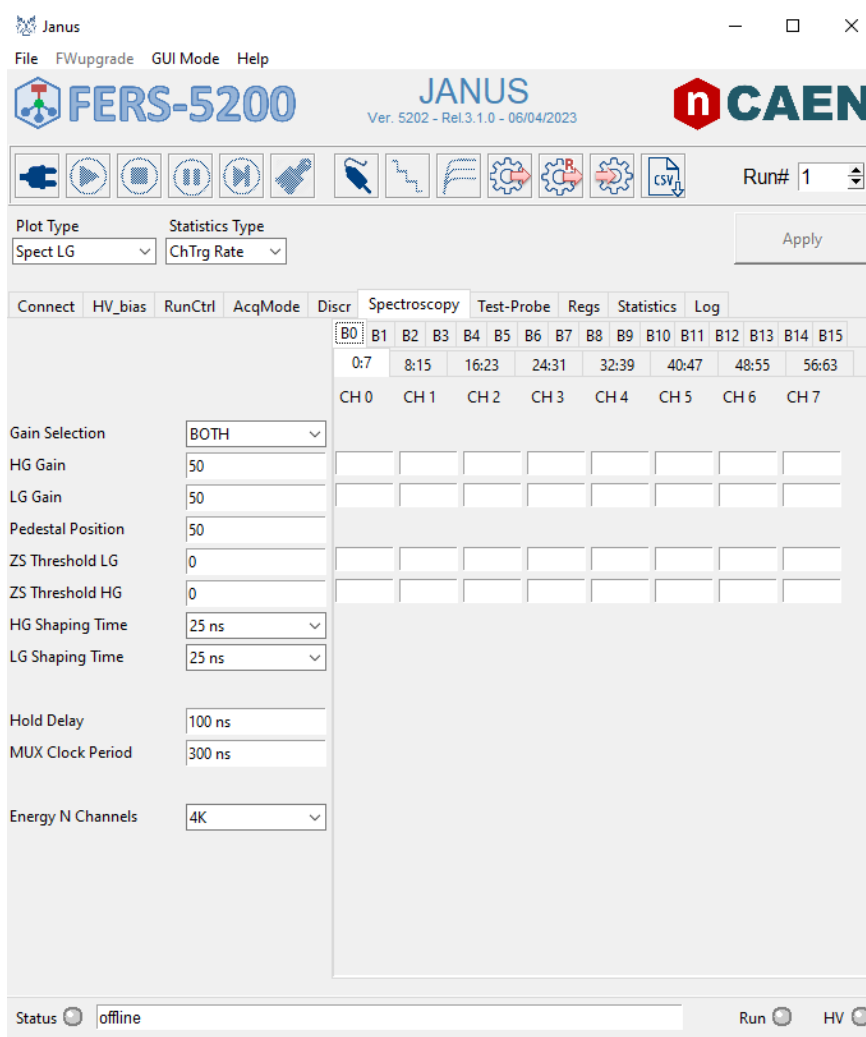 Janus
File FWupgrade GUI Mode Help
FERS-5200
JANUS
Ver. 5202 - Rel.3.1.0 - 06/04/2023
n CAEN
R
CSV
Run# 1
Plot Type Statistics Type
Spect LG ChTrg Rate
Apply
Connect HV_bias RunCtrl AcqMode Discr Spectroscopy Test-Probe Regs Statistics Log
B0 B1 B2 B3 B4 B5 B6 B7 B8 B9 B10 B11 B12 B13 B14 B15
0:7 8:15 16:23 24:31 32:39 40:47 48:55 56:63
CH 0 CH 1 CH 2 CH 3 CH 4 CH 5 CH 6 CH 7
Gain Selection BOTH
HG Gain 50
LG Gain 50
Pedestal Position 50
ZS Threshold LG 0
ZS Threshold HG 0
HG Shaping Time 25 ns
LG Shaping Time 25 ns
Hold Delay 100 ns
MUX Clock Period 300 ns
Energy N Channels 4K
Status offline Run HV